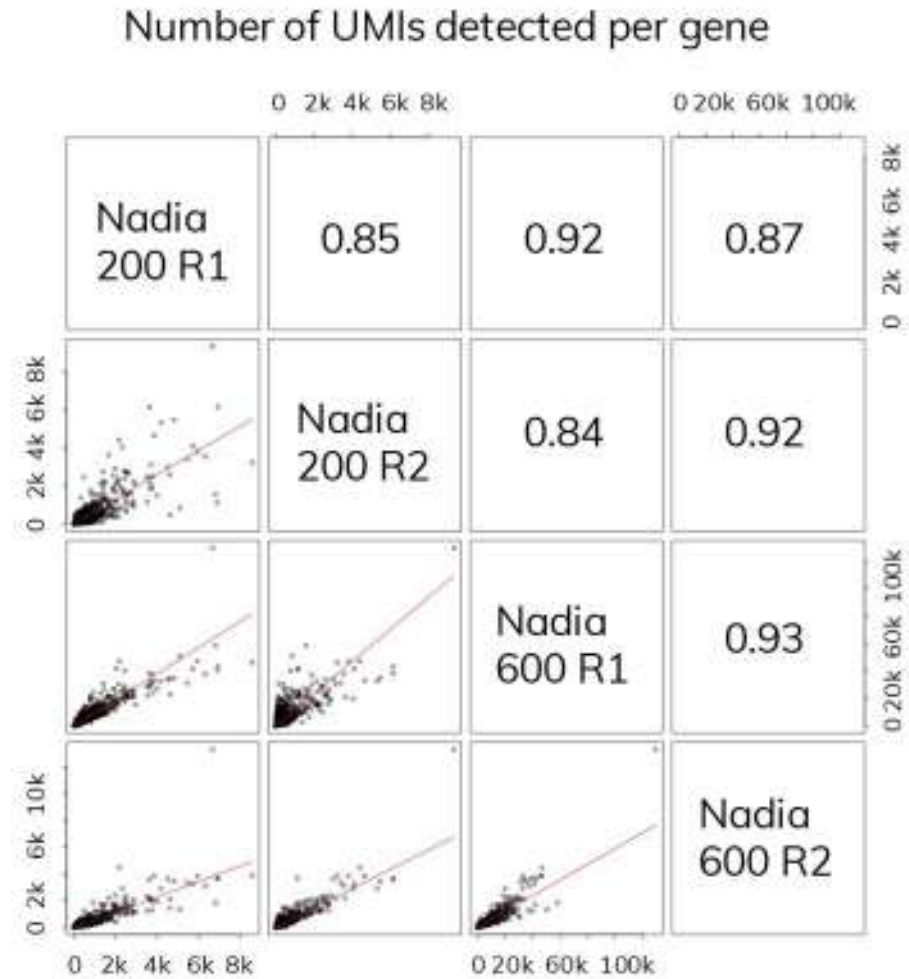 Number of UMIs detected per gene
0 2k 4k 6k 8k
0 20k 60k 100k
Nadia
200 R1
0.85
0.92
0.87
0 2k 4k 6k 8k
0 2k 4k 6k 8k
Nadia
200 R2
0.84
0.92
Nadia
600 R1
0.93
0 20k 60k 100k
0 2k 6k 10k
Nadia
600 R2
0 2k 4k 6k 8k
0 20k 60k 100k